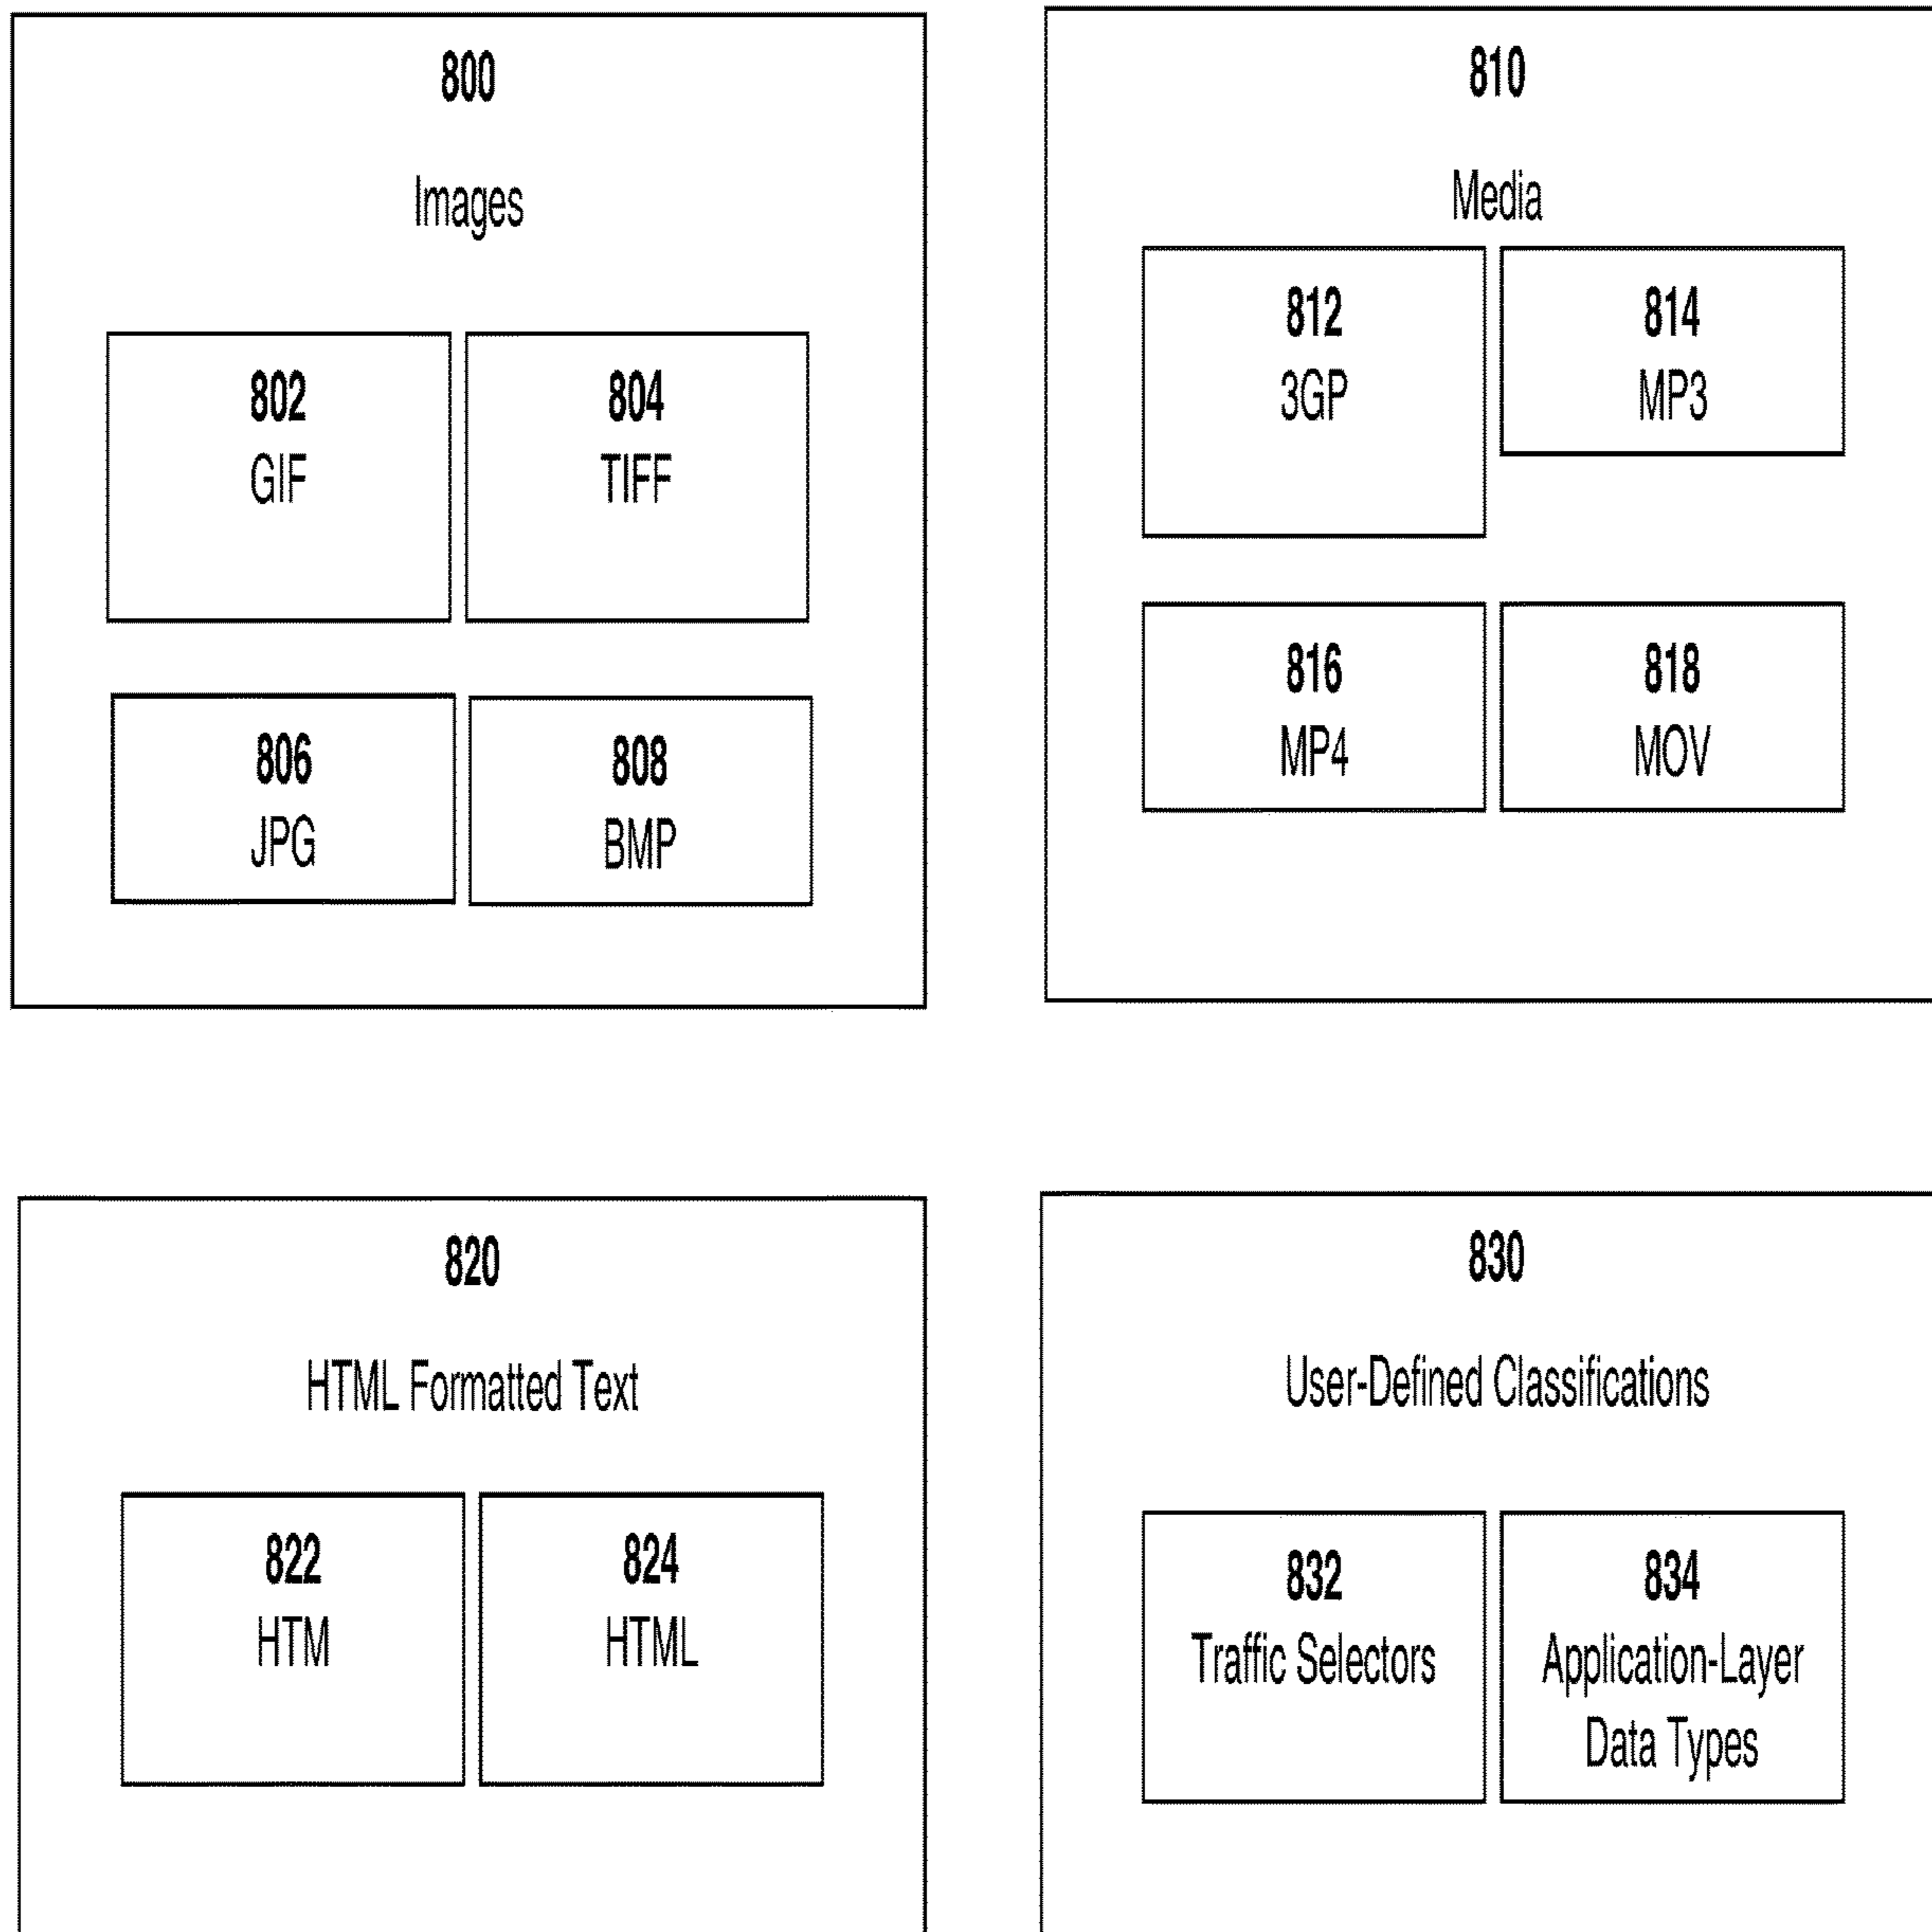 800
Images
802
GIF
804
TIFF
806
JPG
808
BMP
810
Media
812
3GP
814
MP3
816
MP4
818
MOV
820
HTML Formatted Text
822
HTM
824
HTML
830
User-Defined Classifications
832
Traffic Selectors
834
Application-Layer
Data Types